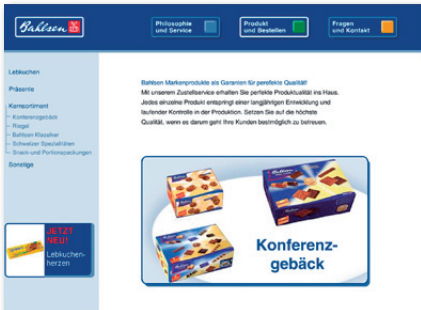 Bahlsen
Philosophie
und Service
Produkt
und Bestellen
Fragen
und Kontakt
Lebkuchen
Präsente
Kernsortiment
Konferenzgebäck
Riegel
Bahlsen Klassiker
Schweizer Spezialitäten
Snack und Portionspackungen
Sonstige
JETZT
NEU!
Lebkuchen-
herzen
Bahlsen Markenprodukte als Garanten für perefekte Qualität!
Mit unserem Zustellservice erhalten Sie perfekte Produktualität ins Haus.
Jedes einzelne Produkt entspringt einer langjährigen Entwicklung und
laufender Kontrolle in der Produktion. Setzen Sie auf die höchste
Qualität, wenn es darum geht Ihre Kunden bestmöglich zu betreuen.
Konferenz-
gebäck